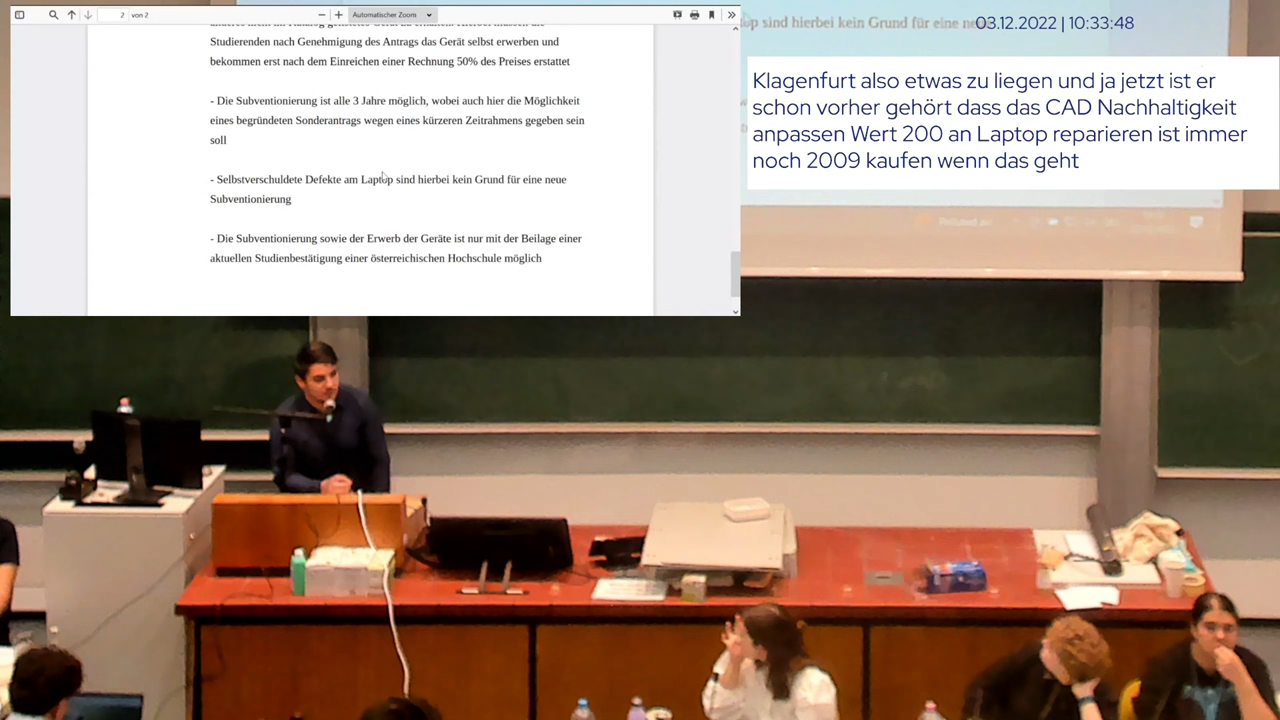 2 von 2
Automatischer Zoom
Studierenden nach Genehmigung des Antrags das Gerät selbst erwerben und
bekommen erst nach dem Einreichen einer Rechnung 50% des Preises erstattet
- Die Subventionierung ist alle 3 Jahre möglich, wobei auch hier die Möglichkeit
eines begründeten Sonderantrags wegen eines kürzeren Zeitrahmens gegeben sein
soll
- Selbstverschuldete Defekte am Laptop sind hierbei kein Grund für eine neue
Subventionierung
- Die Subventionierung sowie der Erwerb der Geräte ist nur mit der Beilage einer
aktuellen Studienbestätigung einer österreichischen Hochschule möglich
op sind hierbei kein Grund für eine
03.12.2022 | 10:33:48
Klagenfurt also etwas zu liegen und ja jetzt ist er
schon vorher gehört dass das CAD Nachhaltigkeit
anpassen Wert 200 an Laptop reparieren ist immer
noch 2009 kaufen wenn das geht